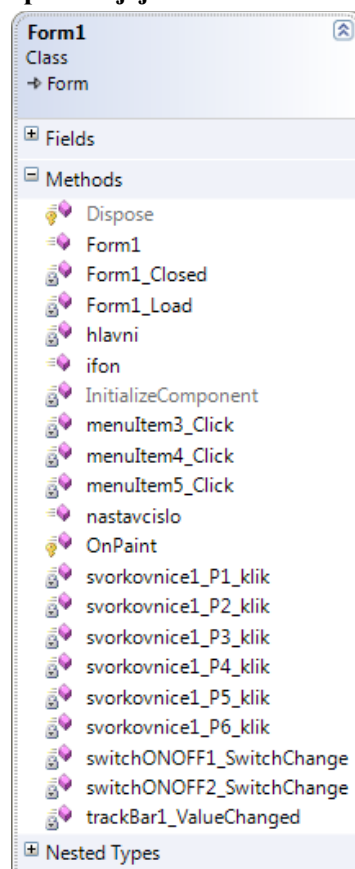 Form1
Class
Form
Fields
Methods
Dispose
Form1
Form1_Closed
Form1_Load
hlavni
ifon
InitializeComponent
menuItem3_Click
menuItem4_Click
menuItem5_Click
nastavcislo
OnPaint
svorkovnice1_P1_klik
svorkovnice1_P2_klik
svorkovnice1_P3_klik
svorkovnice1_P4_klik
svorkovnice1_P5_klik
svorkovnice1_P6_klik
switchONOFF1_SwitchChange
switchONOFF2_SwitchChange
trackBar1_ValueChanged
Nested Types